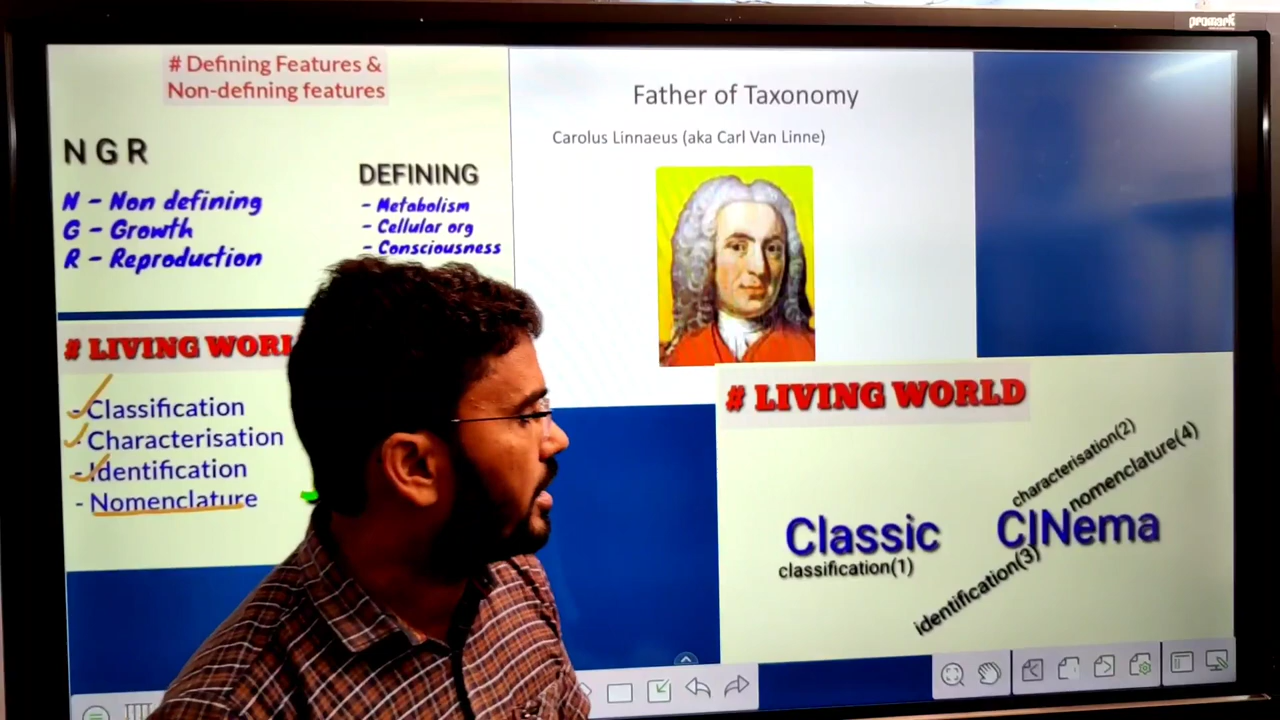 promark
# Defining Features &
Non-defining features
N G R
N - Non defining
G - Growth
R - Reproduction
DEFINING
- Metabolism
- Cellular org
- Consciousness
Father of Taxonomy
Carolus Linnaeus (aka Carl Van Linne)
# LIVING WORL
- Classification
- Characterisation
- Identification
- Nomenclature
# LIVING WORLD
characterisation(2)
nomenclature(4)
Classic CINema
classification(1)
identification(3)